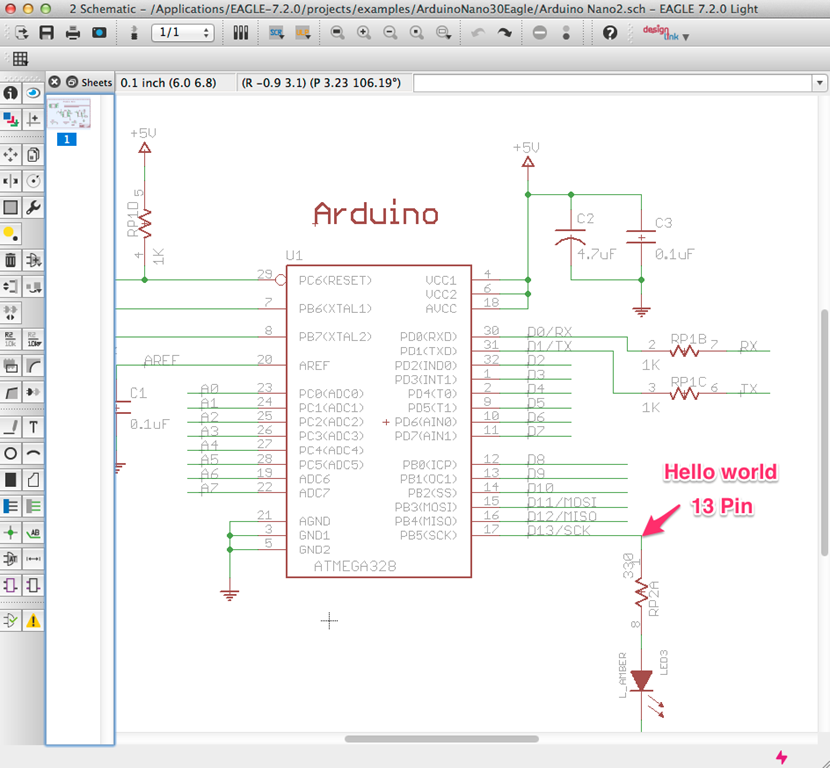 2 Schematic - /Applications/EAGLE-7.2.0/projects/examples/ArduinoNano30Eagle/Arduino Nano2.sch - EAGLE 7.2.0 Light
1/1
design
link
Sheets
0.1 inch (6.0 6.8)
(R -0.9 3.1) (P 3.23 106.19°)
1
+5V
+5V
RP1D
5
4
1K
Arduino
C2
4.7uF
C3
0.1uF
U1
29 PC6(RESET)
7 PB6(XTAL1)
8 PB7(XTAL2)
AREF 20 AREF
C1
0.1uF
A0 23 PC0(ADC0)
A1 24 PC1(ADC1)
A2 25 PC2(ADC2)
A3 26 PC3(ADC3)
A4 27 PC4(ADC4)
A5 28 PC5(ADC5)
A6 19 ADC6
A7 22 ADC7
21 AGND
3 GND1
5 GND2
ATMEGA328
VCC1 4
VCC2 6
AVCC 18
PD0(RXD) 30 D0/RX
PD1(TXD) 31 D1/TX
PD2(IND0) 32 D2
PD3(INT1) 1 D3
PD4(T0) 2 D4
PD5(T1) 9 D5
PD6(AIN0) 10 D6
PD7(AIN1) 11 D7
PB0(ICP) 12 D8
PB1(OC1) 13 D9
PB2(SS) 14 D10
PB3(MOSI) 15 D11/MOSI
PB4(MISO) 16 D12/MISO
PB5(SCK) 17 D13/SCK
2 RP1B 7 RX
1K
3 RP1C 6 TX
1K
Hello world
13 Pin
330
1
RP2A
8
L_AMBER
LED3